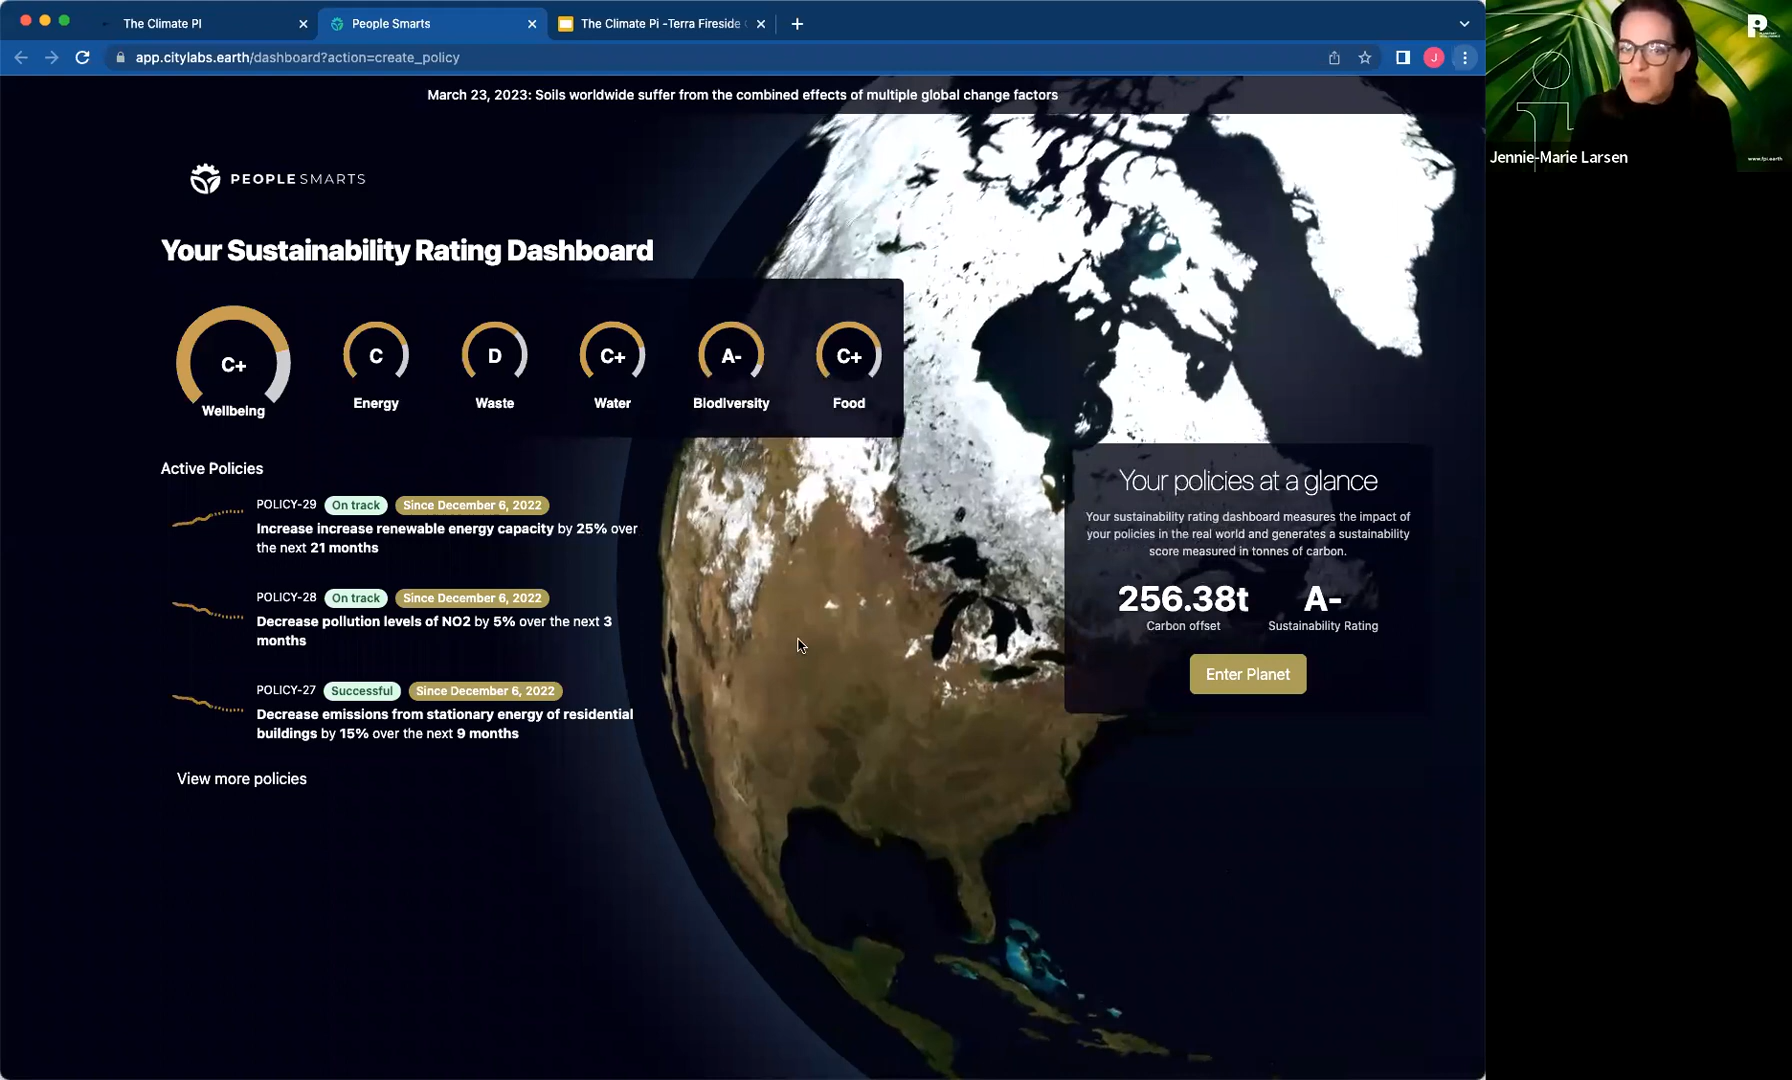 The Climate PI
People Smarts
The Climate Pi -Terra Fireside
app.citylabs.earth/dashboard?action=create_policy
J
March 23, 2023: Soils worldwide suffer from the combined effects of multiple global change factors
PEOPLESMARTS
Your Sustainability Rating Dashboard
C+
Wellbeing
C
Energy
D
Waste
C+
Water
A-
Biodiversity
C+
Food
Active Policies
POLICY-29 On track Since December 6, 2022
Increase increase renewable energy capacity by 25% over
the next 21 months
POLICY-28 On track Since December 6, 2022
Decrease pollution levels of NO2 by 5% over the next 3
months
POLICY-27 Successful Since December 6, 2022
Decrease emissions from stationary energy of residential
buildings by 15% over the next 9 months
View more policies
Your policies at a glance
Your sustainability rating dashboard measures the impact of
your policies in the real world and generates a sustainability
score measured in tonnes of carbon.
256.38t A-
Carbon offset Sustainability Rating
Enter Planet
Jennie-Marie Larsen
www.fpi.earth